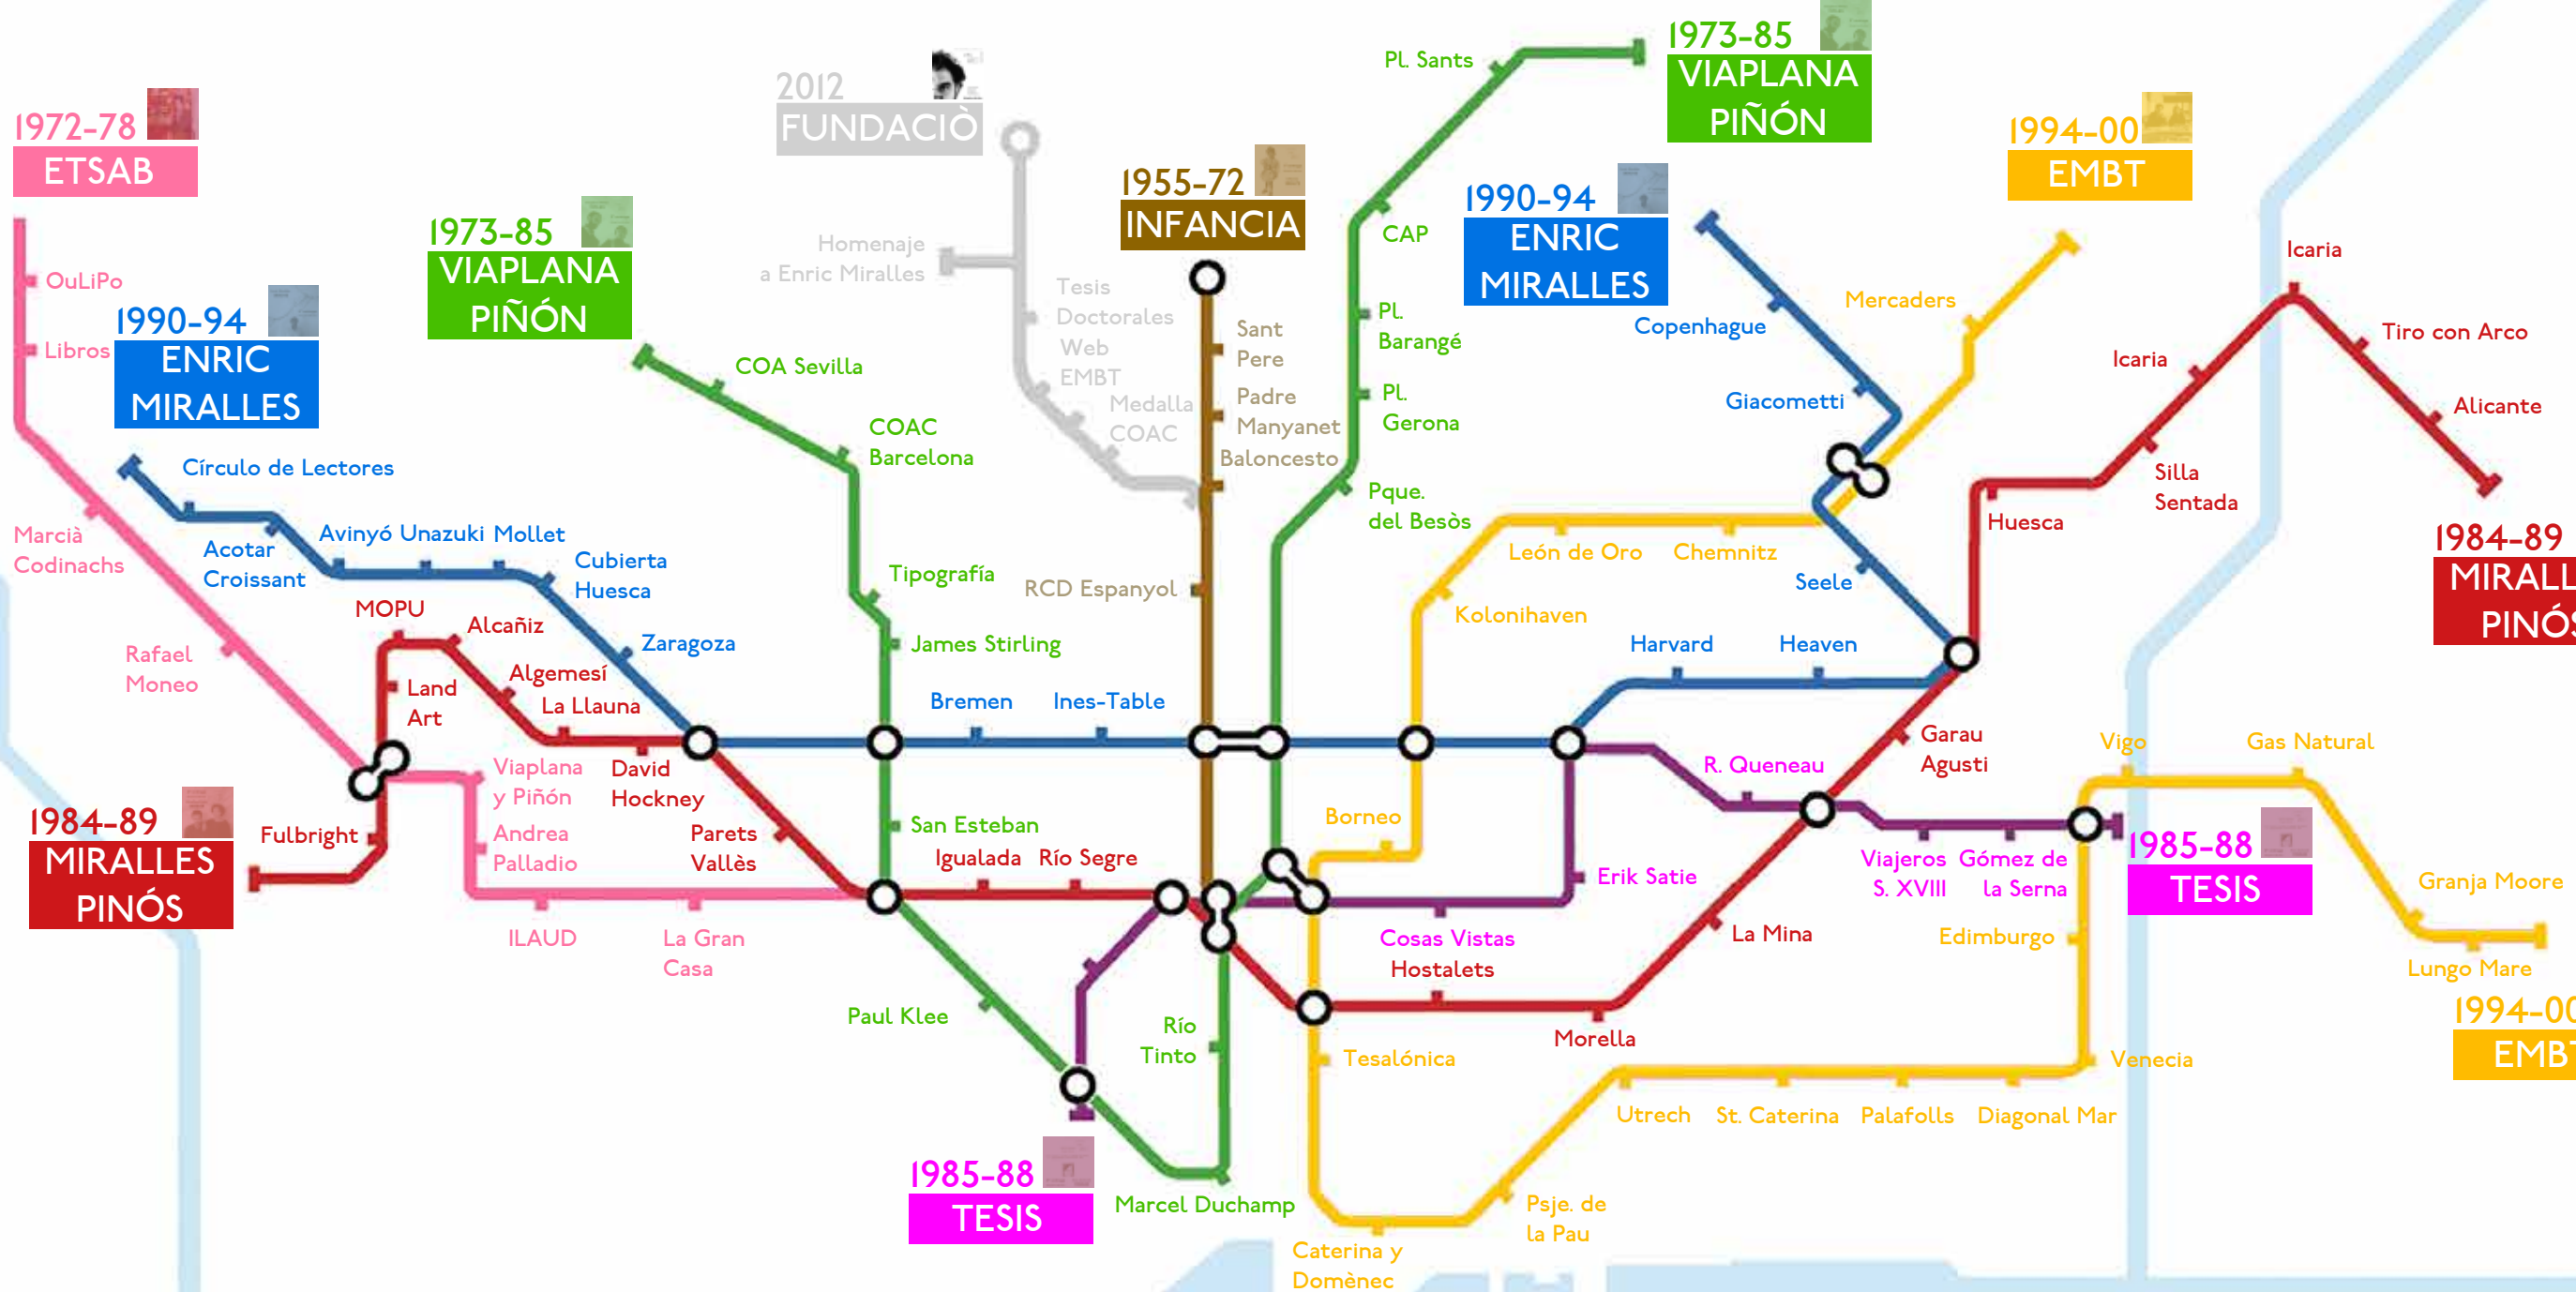 1973-85
VIAPLANA
PIÑÓN
Pl. Sants
2012
FUNDACIÒ
1972-78
ETSAB
1994-00
EMBT
1955-72
INFANCIA
1990-94
ENRIC
MIRALLES
1973-85
VIAPLANA
PIÑÓN
CAP
Homenaje
a Enric Miralles
Icaria
OuLiPo
Tesis
Doctorales
Mercaders
1990-94
ENRIC
MIRALLES
Libros
Pl.
Barangé
Copenhague
Sant
Pere
Tiro con Arco
Web
EMBT
COA Sevilla
Icaria
Pl.
Gerona
Padre
Manyanet
Giacometti
Medalla
COAC
Alicante
COAC
Barcelona
Baloncesto
Círculo de Lectores
Silla
Sentada
Pque.
del Besòs
Huesca
Marcià
Codinachs
Acotar
Croissant
Avinyó Unazuki Mollet
León de Oro
Chemnitz
1984-89
MIRALL
PINÓS
Cubierta
Huesca
Tipografía
RCD Espanyol
Seele
MOPU
Alcañiz
Kolonihaven
Rafael
Moneo
Zaragoza
James Stirling
Harvard
Heaven
Land
Art
Algemesí
La Llauna
Bremen
Ines-Table
Garau
Agusti
Vigo
Gas Natural
Viaplana
y Piñón
David
Hockney
R. Queneau
1984-89
MIRALLES
PINÓS
Fulbright
Andrea
Palladio
Parets
Vallès
San Esteban
Borneo
Igualada
Río Segre
Erik Satie
Viajeros
S. XVIII
Gómez de
la Serna
1985-88
TESIS
Granja Moore
ILAUD
La Gran
Casa
Cosas Vistas
Hostalets
La Mina
Edimburgo
Lungo Mare
1994-00
EMBT
Paul Klee
Río
Tinto
Tesalónica
Morella
Venecia
Utrech
St. Caterina
Palafolls
Diagonal Mar
1985-88
TESIS
Marcel Duchamp
Psje. de
la Pau
Caterina y
Domènec